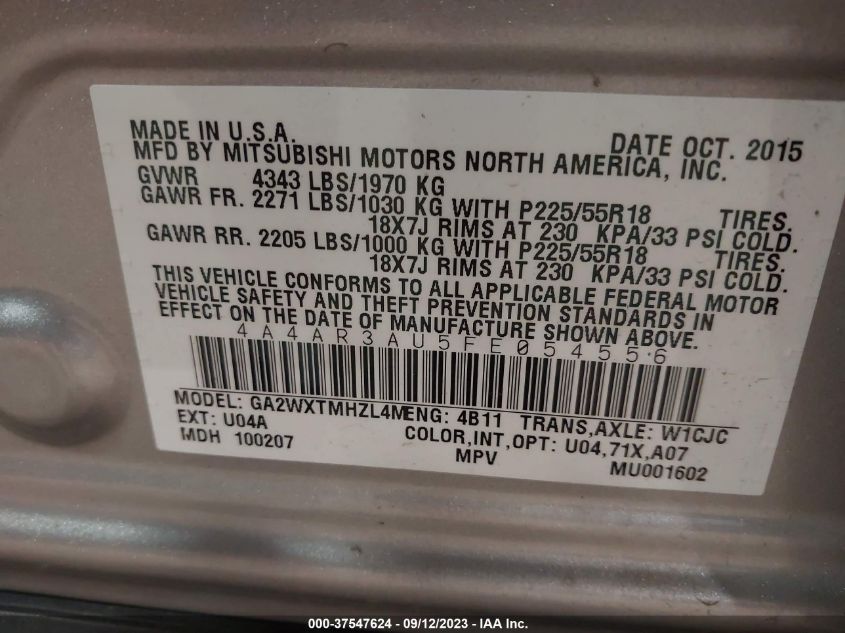 MADE IN U.S.A. DATE OCT. 2015
MFD BY MITSUBISHI MOTORS NORTH AMERICA, INC.
GVWR 4343 LBS/1970 KG
GAWR FR. 2271 LBS/1030 KG WITH P225/55R18 TIRES.
18X7J RIMS AT 230 KPA/33 PSI COLD.
GAWR RR. 2205 LBS/1000 KG WITH P225/55R18 TIRES.
18X7J RIMS AT 230 KPA/33 PSI COLD.
THIS VEHICLE CONFORMS TO ALL APPLICABLE FEDERAL MOTOR
VEHICLE SAFETY AND THEFT PREVENTION STANDARDS IN
EFFECT ON THE DATE OF MANUFACTURE SHOWN ABOVE.
4A4AR3AU5FE054556
MODEL: GA2WXTMHZL4M ENG: 4B11 TRANS,AXLE: W1CJC
EXT: U04A COLOR,INT,OPT: U04,71X,A07
MDH 100207 MPV MU001602
000-37547624 - 09/12/2023 - IAA Inc.